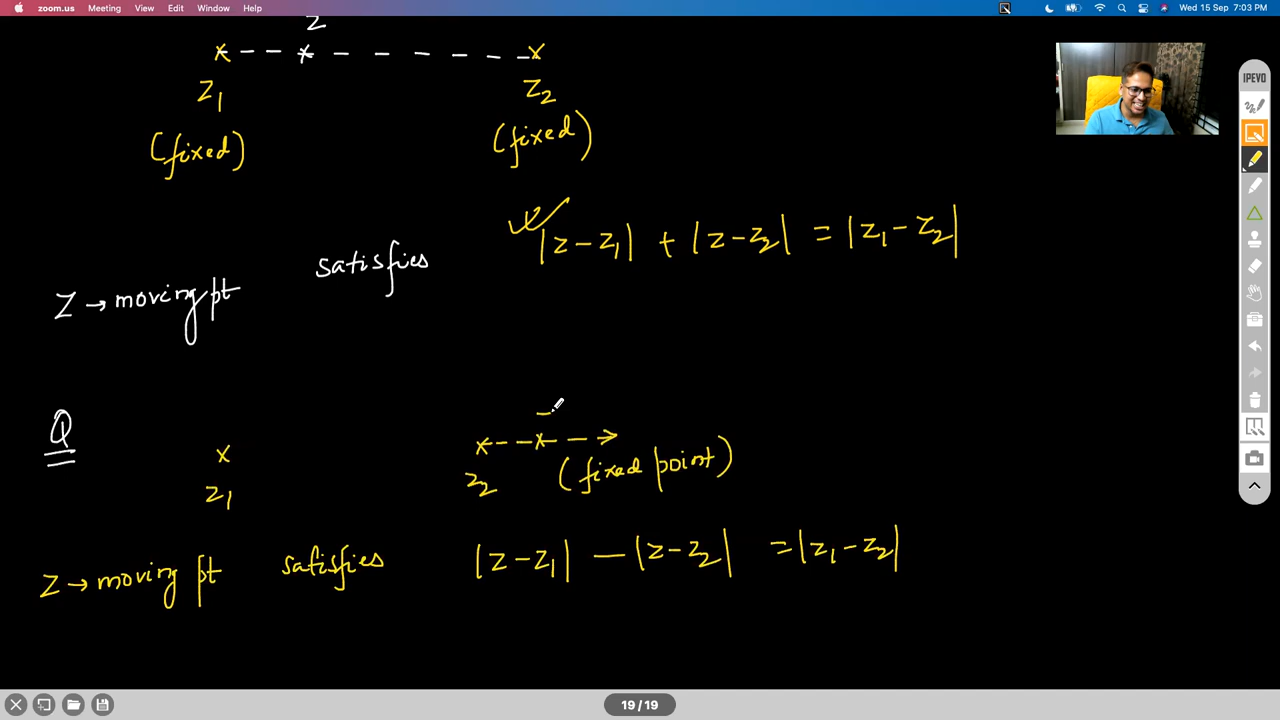 zoom.us Meeting View Edit Window Help Wed 15 Sep 7:03 PM
z
z1 z2
(fixed) (fixed)
IPEVO
|z-z1| + |z-z2| = |z1-z2|
Z → moving pt satisfies
Q
z1 z2 (fixed point)
Z → moving pt satisfies |z-z1| - |z-z2| = |z1-z2|
19 / 19